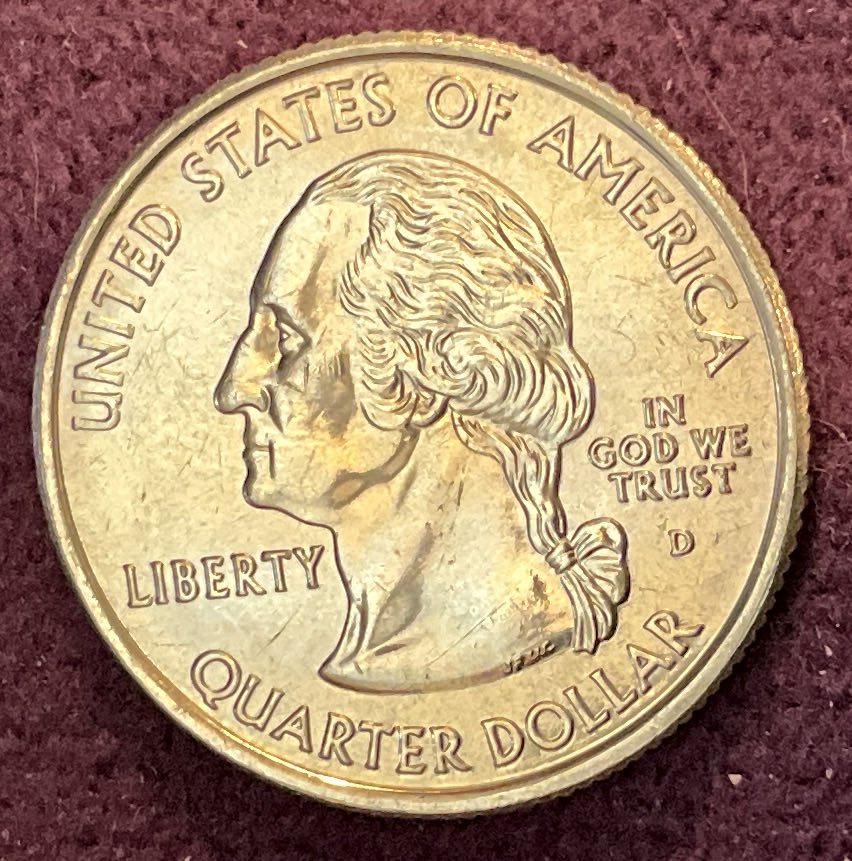 UNITED STATES OF AMERICA
LIBERTY
IN
GOD WE
TRUST
D
QUARTER DOLLAR